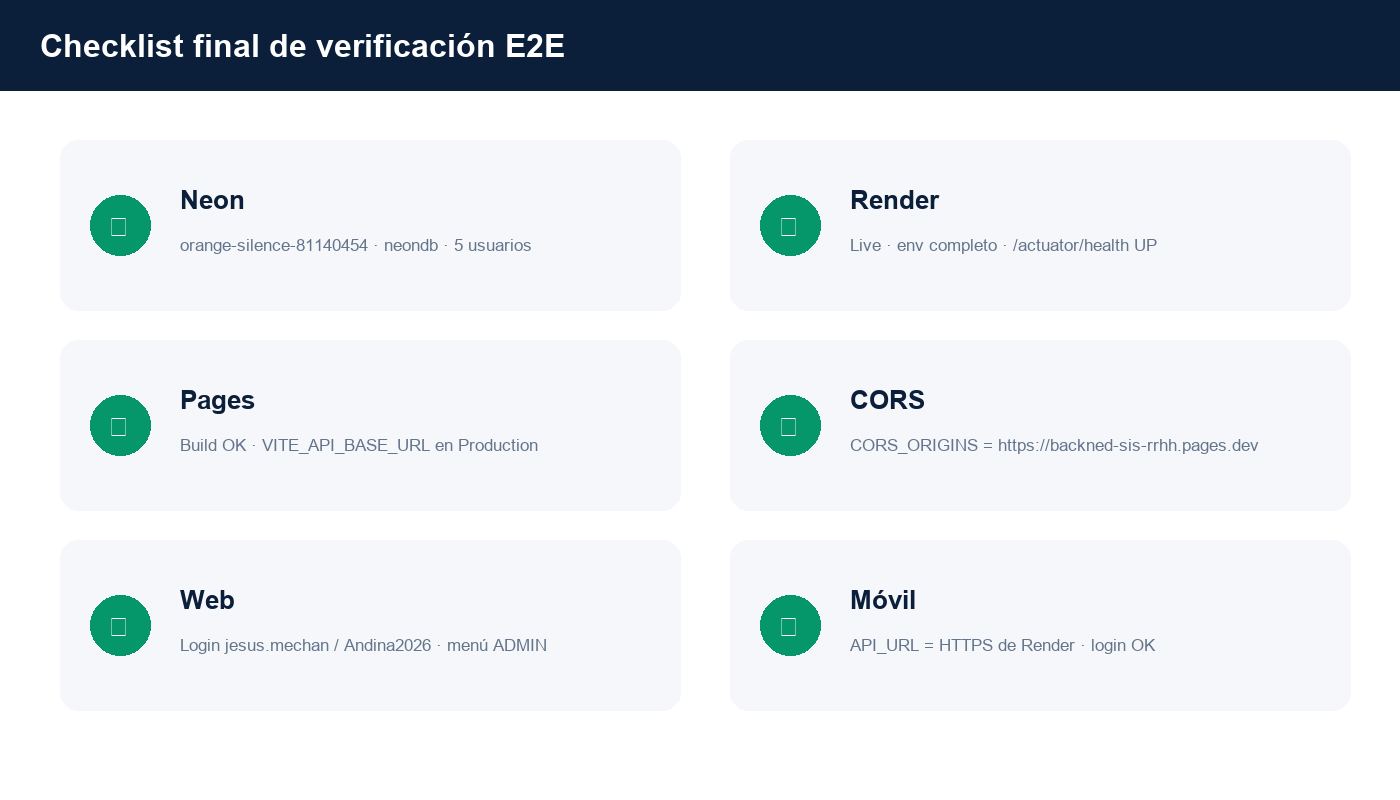 Checklist final de verificación E2E
Neon
orange-silence-81140454 · neondb · 5 usuarios
Render
Live · env completo · /actuator/health UP
Pages
Build OK · VITE_API_BASE_URL en Production
CORS
CORS_ORIGINS = https://backned-sis-rrhh.pages.dev
Web
Login jesus.mechan / Andina2026 · menú ADMIN
Móvil
API_URL = HTTPS de Render · login OK